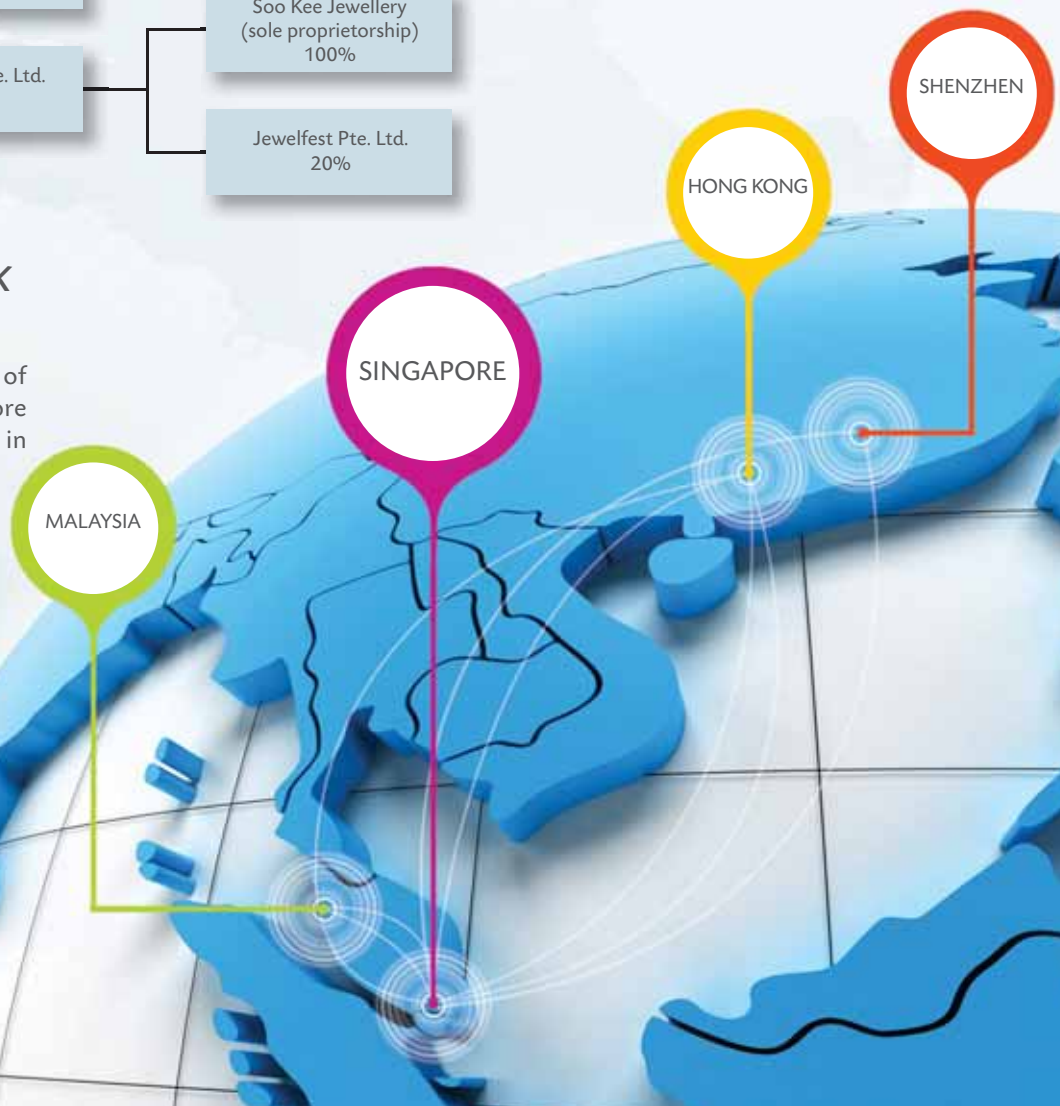 Soo Kee Jewellery
(sole proprietorship)
100%
e. Ltd.
Jewelfest Pte. Ltd.
20%
SHENZHEN
HONG KONG
K
SINGAPORE
of
ore
in
MALAYSIA